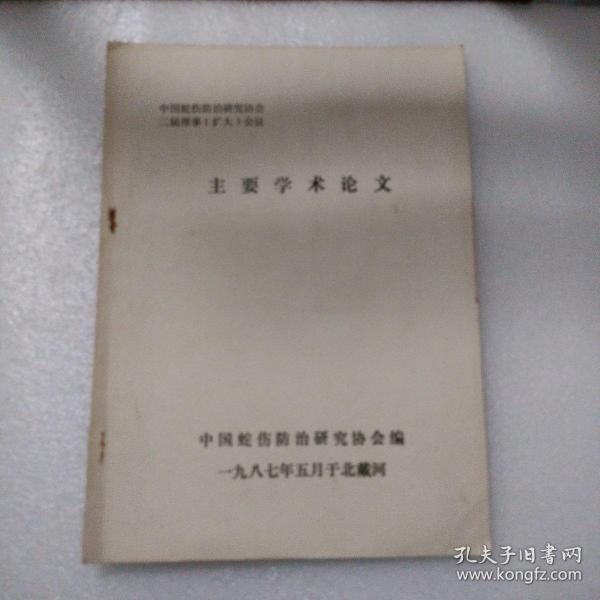 中国蛇伤防治研究协会
二届理事(扩大)会议
主要学术论文
中国蛇伤防治研究协会编
一九八七年五月于北戴河
孔夫子旧书网
www.kongfz.com